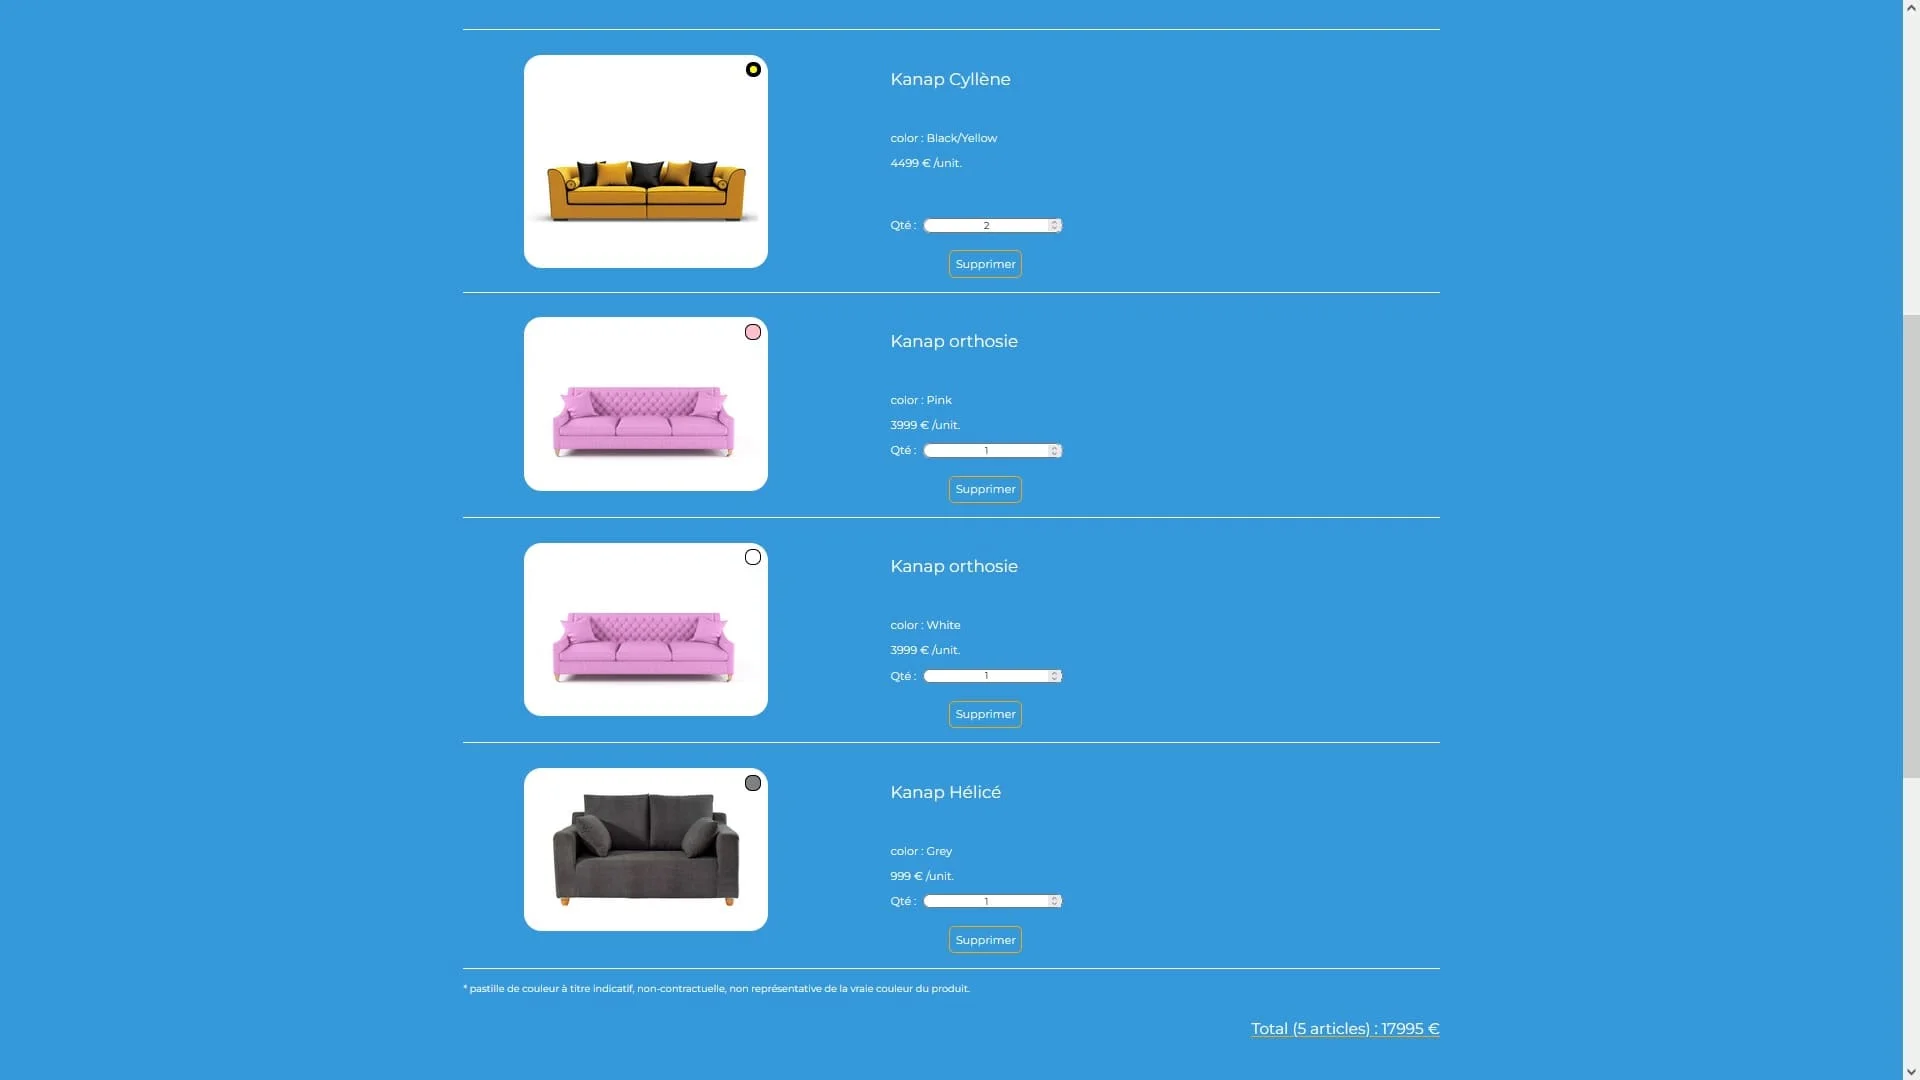 Kanap Cyllène
color : Black/Yellow
4499 € /unit.
Qté : 2
Supprimer
Kanap orthosie
color : Pink
3999 € /unit.
Qté : 1
Supprimer
Kanap orthosie
color : White
3999 € /unit.
Qté : 1
Supprimer
Kanap Hélicé
color : Grey
999 € /unit.
Qté : 1
Supprimer
* pastille de couleur à titre indicatif, non-contractuelle, non représentative de la vraie couleur du produit.
Total (5 articles) : 17995 €